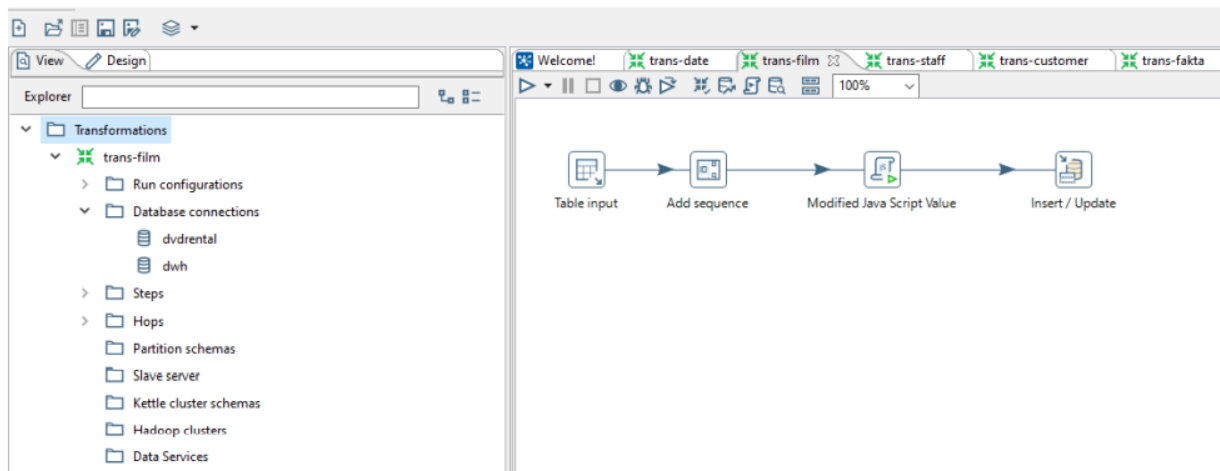 View Design
Explorer
Transformations
trans-film
Run configurations
Database connections
dvdrental
dwh
Steps
Hops
Partition schemas
Slave server
Kettle cluster schemas
Hadoop clusters
Data Services
Welcome! trans-date trans-film trans-staff trans-customer trans-fakta
100%
Table input Add sequence Modified Java Script Value Insert / Update